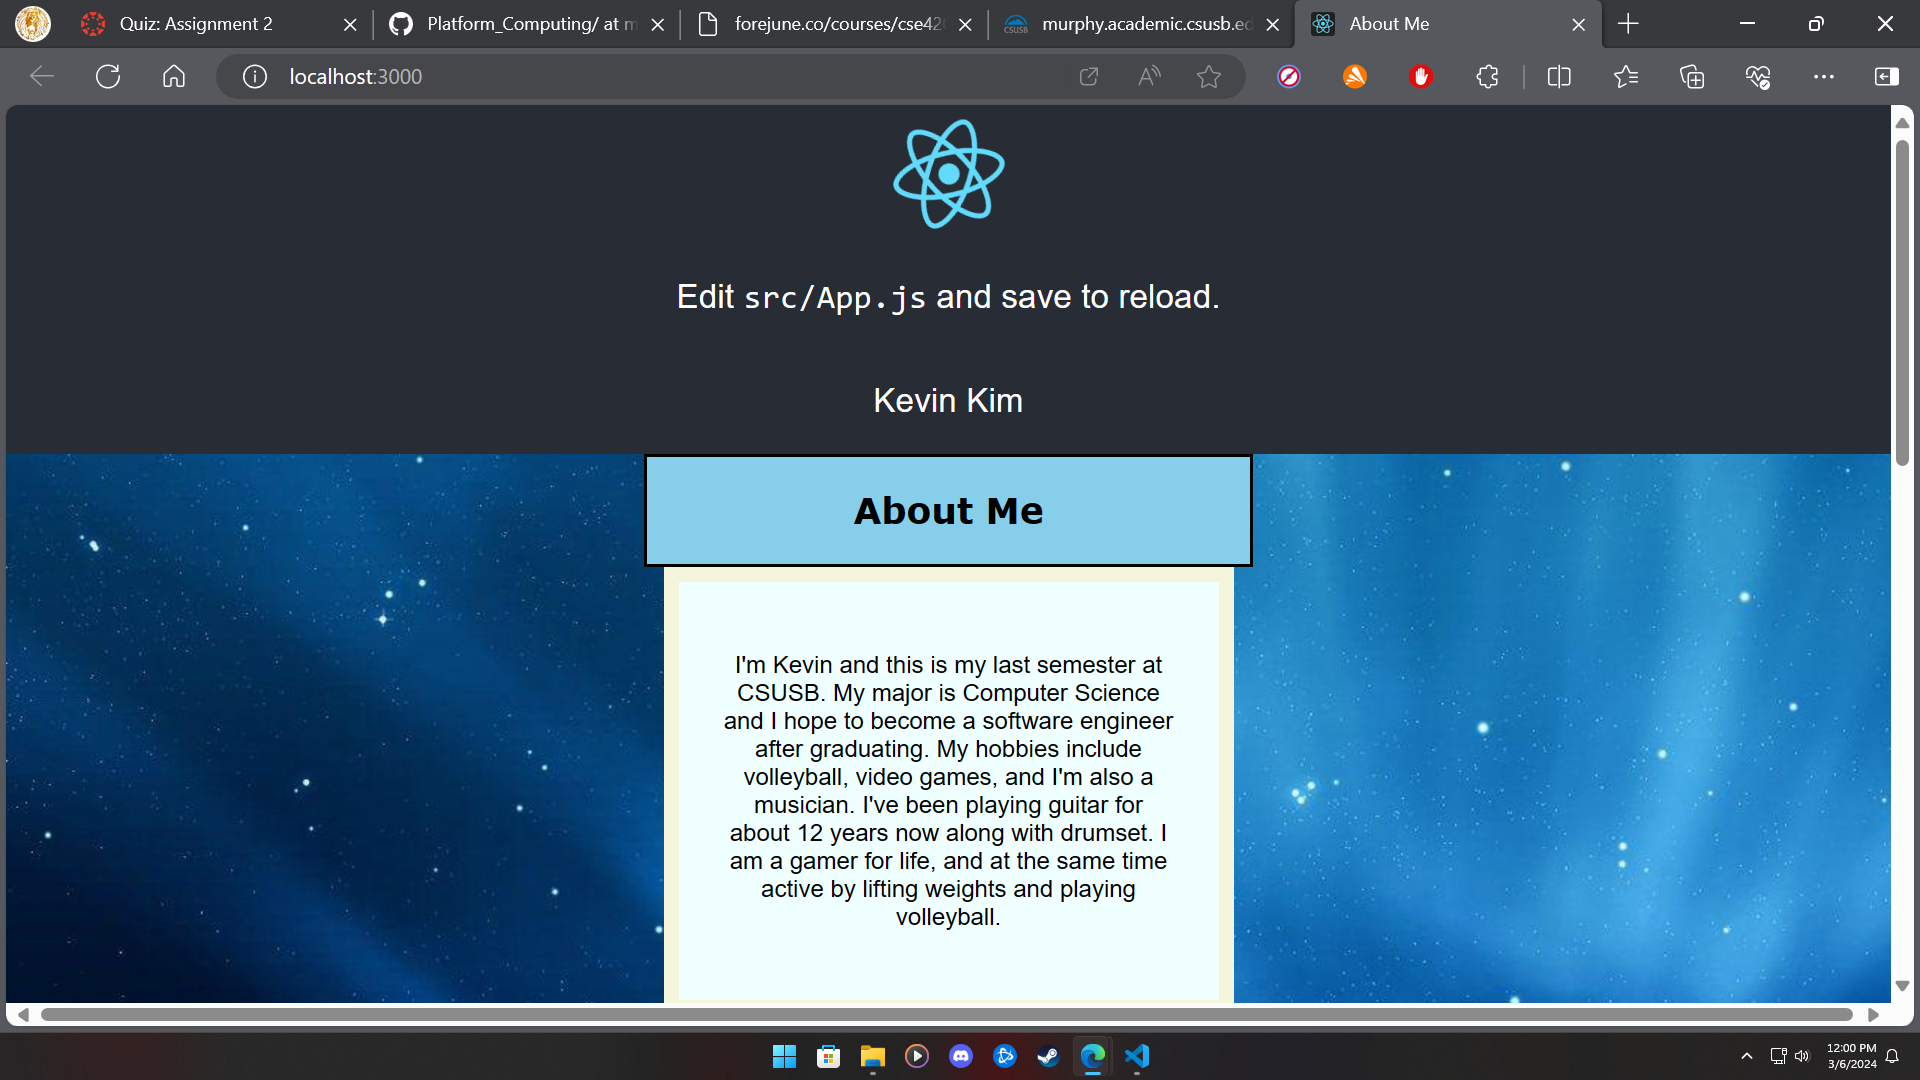 Quiz: Assignment 2
Platform_Computing/ at m
forejune.co/courses/cse42
CSUSB
murphy.academic.csusb.ed
About Me
localhost:3000
Edit src/App.js and save to reload.
Kevin Kim
About Me
I'm Kevin and this is my last semester at
CSUSB. My major is Computer Science
and I hope to become a software engineer
after graduating. My hobbies include
volleyball, video games, and I'm also a
musician. I've been playing guitar for
about 12 years now along with drumset. I
am a gamer for life, and at the same time
active by lifting weights and playing
volleyball.
12:00 PM
3/6/2024